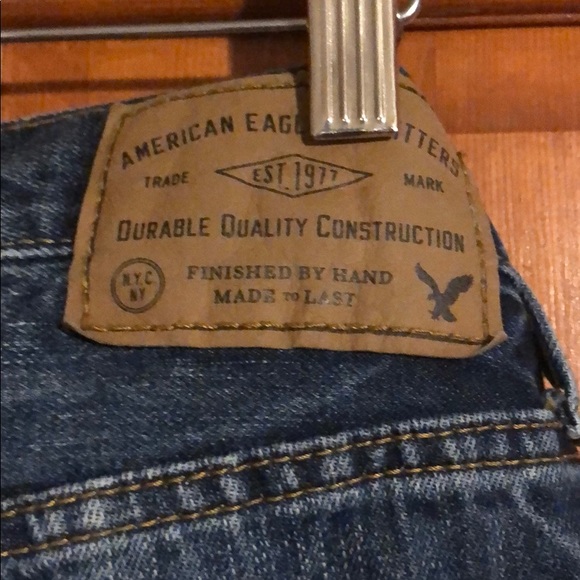 AMERICAN EAG TTERS
EST. 1977
TRADE MARK
DURABLE QUALITY CONSTRUCTION
N.Y.C
NY
FINISHED BY HAND
MADE TO LAST